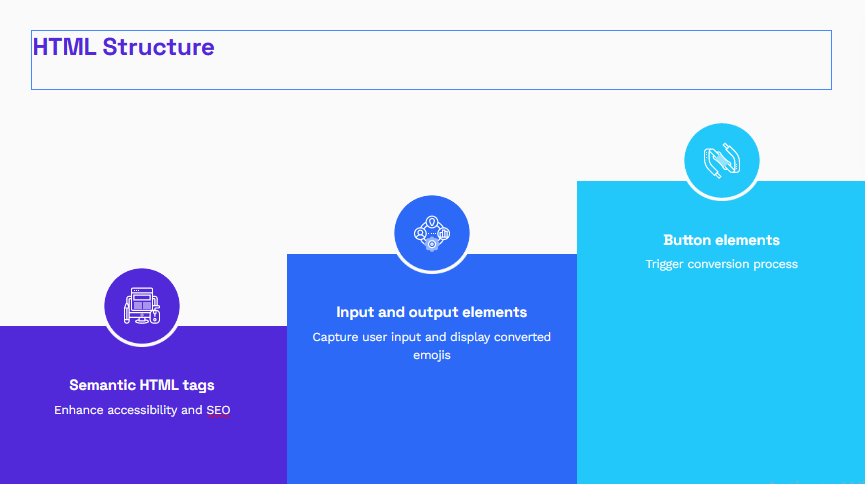 HTML Structure
Semantic HTML tags
Enhance accessibility and SEO
Input and output elements
Capture user input and display converted
emojis
Button elements
Trigger conversion process